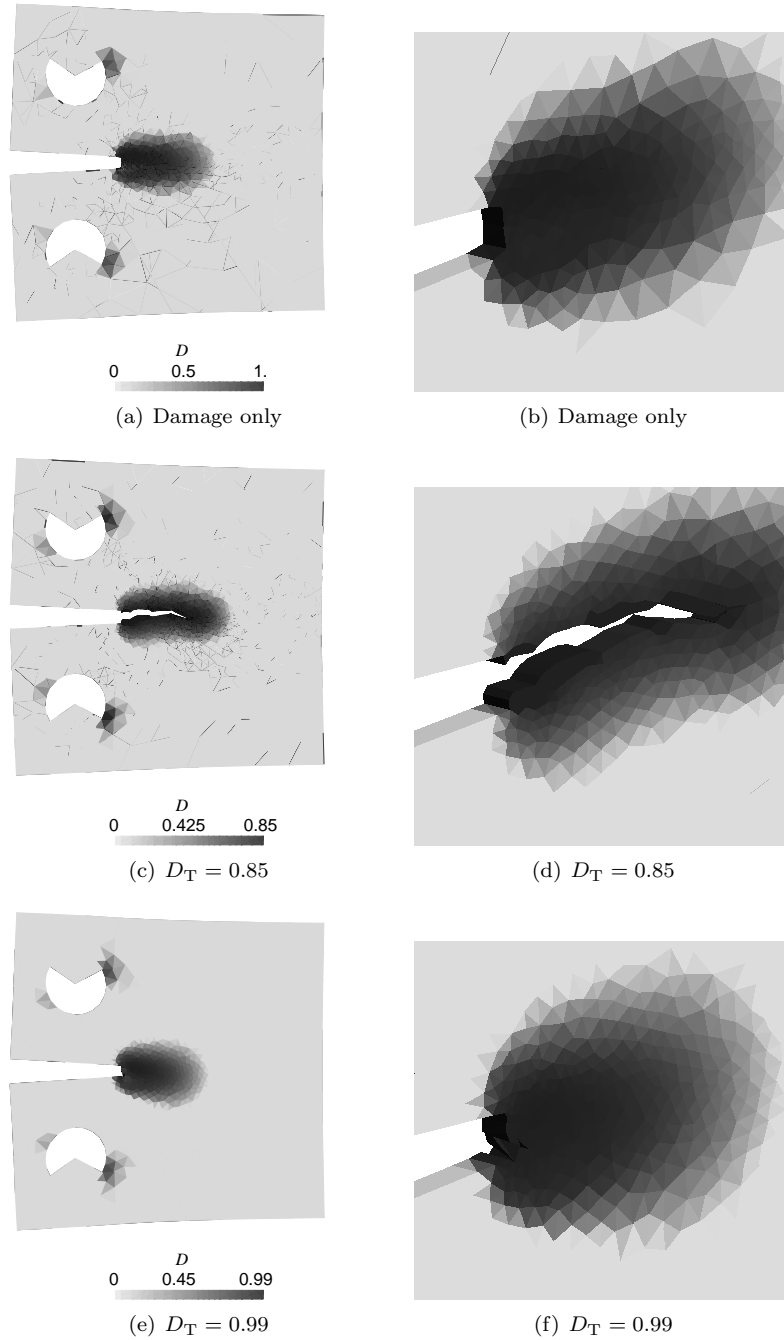 D
0 0.5 1.
(a) Damage only
(b) Damage only
D
0 0.425 0.85
(c) D_T = 0.85
(d) D_T = 0.85
D
0 0.45 0.99
(e) D_T = 0.99
(f) D_T = 0.99